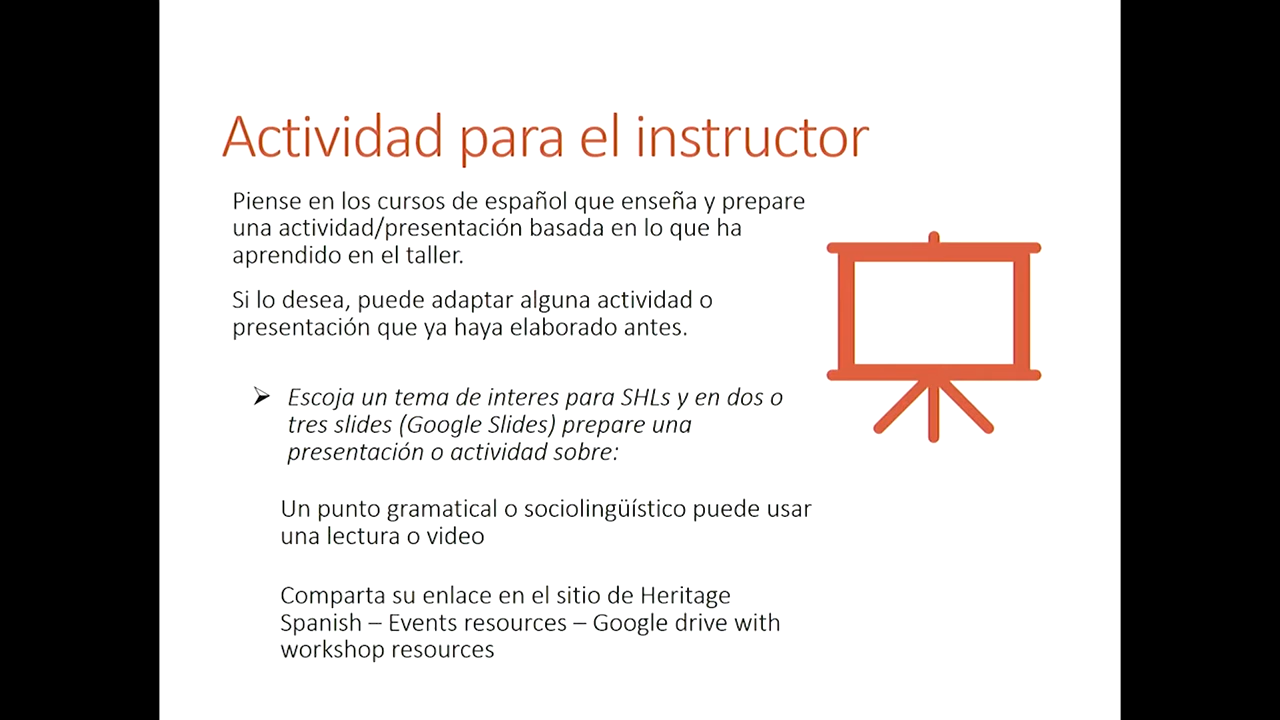 Actividad para el instructor
Piense en los cursos de español que enseña y prepare
una actividad/presentación basada en lo que ha
aprendido en el taller.
Si lo desea, puede adaptar alguna actividad o
presentación que ya haya elaborado antes.
➢ Escoja un tema de interes para SHLs y en dos o
tres slides (Google Slides) prepare una
presentación o actividad sobre:
Un punto gramatical o sociolingüístico puede usar
una lectura o video
Comparta su enlace en el sitio de Heritage
Spanish – Events resources – Google drive with
workshop resources